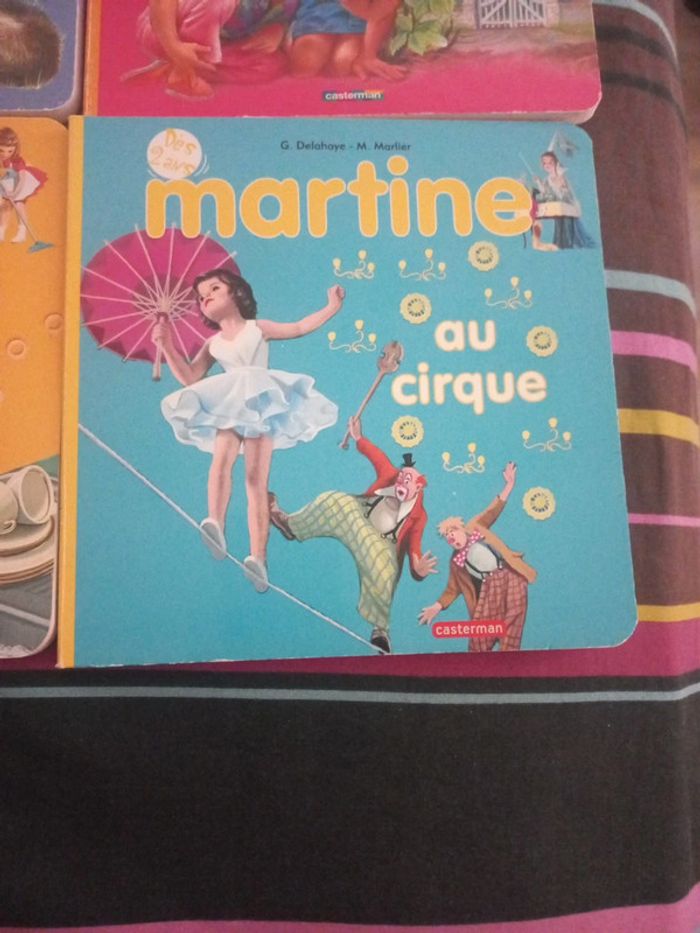 casterman
G. Delahaye - M. Marlier
Dès
2 ans
martine
au
cirque
casterman